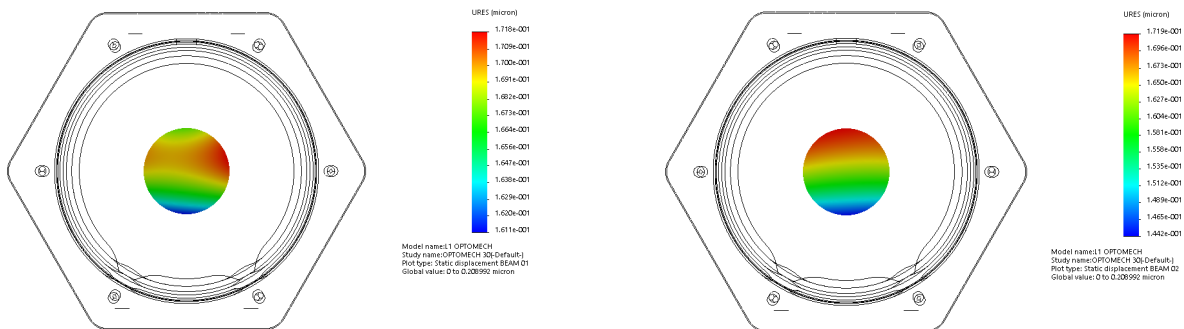 URES (micron)
1.718e-001
1.709e-001
1.700e-001
1.691e-001
1.682e-001
1.673e-001
1.664e-001
1.656e-001
1.647e-001
1.638e-001
1.629e-001
1.620e-001
1.611e-001
Model name:L1 OPTOMECH
Study name:OPTOMECH 30(-Default-)
Plot type: Static displacement BEAM 01
Global value: 0 to 0.208992 micron
URES (micron)
1.719e-001
1.696e-001
1.673e-001
1.650e-001
1.627e-001
1.604e-001
1.581e-001
1.558e-001
1.535e-001
1.512e-001
1.489e-001
1.465e-001
1.442e-001
Model name:L1 OPTOMECH
Study name:OPTOMECH 30(-Default-)
Plot type: Static displacement BEAM 02
Global value: 0 to 0.208992 micron